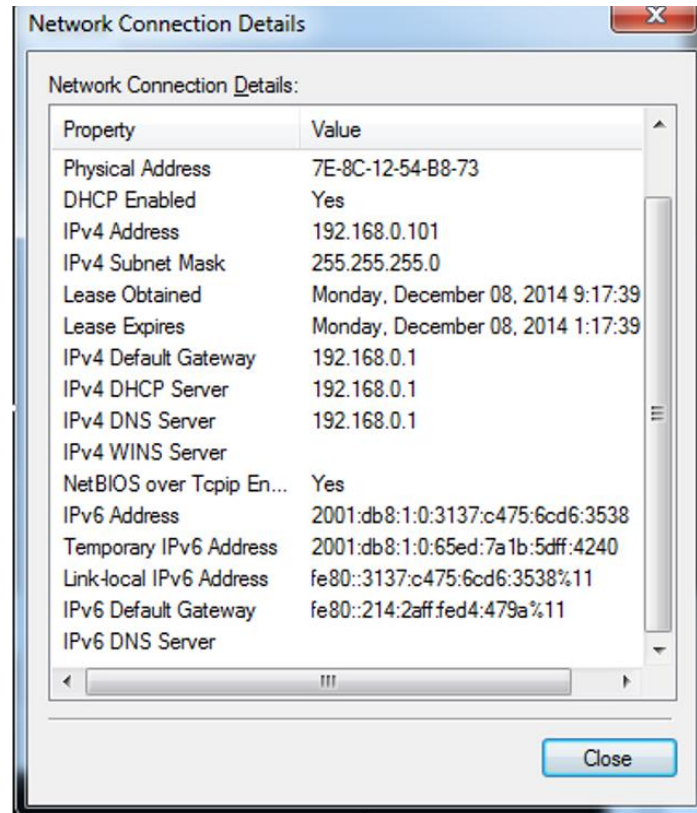 Network Connection Details
Network Connection Details:
Property Value
Physical Address 7E-8C-12-54-B8-73
DHCP Enabled Yes
IPv4 Address 192.168.0.101
IPv4 Subnet Mask 255.255.255.0
Lease Obtained Monday, December 08, 2014 9:17:39
Lease Expires Monday, December 08, 2014 1:17:39
IPv4 Default Gateway 192.168.0.1
IPv4 DHCP Server 192.168.0.1
IPv4 DNS Server 192.168.0.1
IPv4 WINS Server
NetBIOS over Tcpip En... Yes
IPv6 Address 2001:db8:1:0:3137:c475:6cd6:3538
Temporary IPv6 Address 2001:db8:1:0:65ed:7a1b:5dff:4240
Link-local IPv6 Address fe80::3137:c475:6cd6:3538%11
IPv6 Default Gateway fe80::214:2aff:fed4:479a%11
IPv6 DNS Server
Close